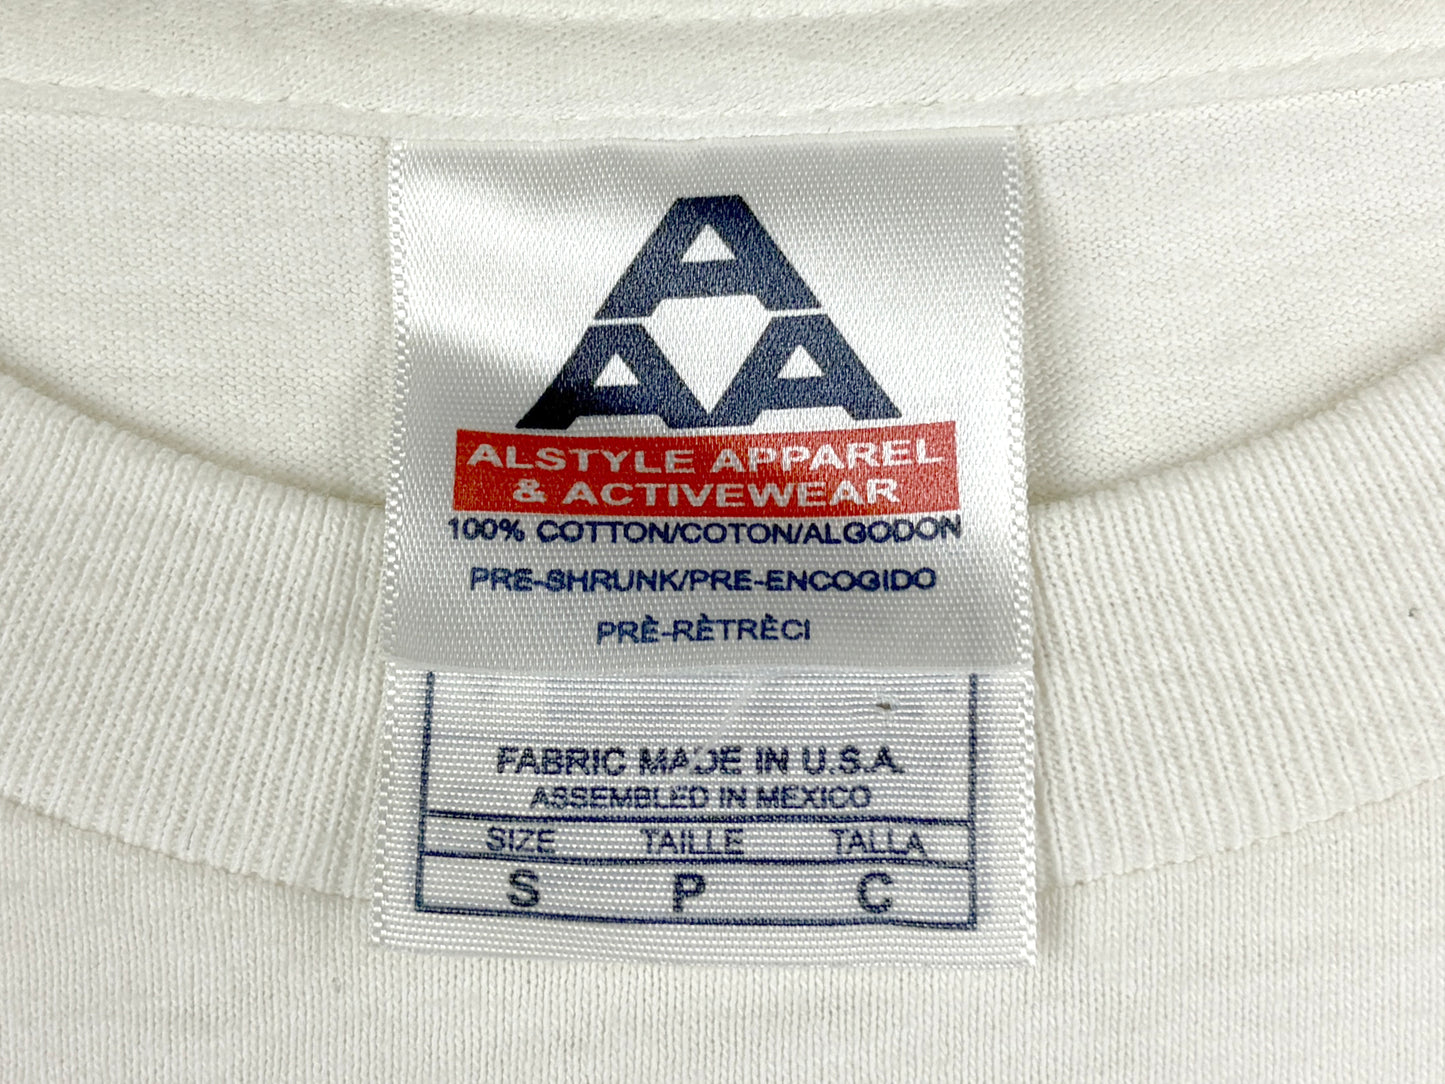 A
A A
ALSTYLE APPAREL
& ACTIVEWEAR
100% COTTON/COTON/ALGODON
PRE-SHRUNK/PRE-ENCOGIDO
PRÈ-RÈTRÈCI
FABRIC MADE IN U.S.A.
ASSEMBLED IN MEXICO
SIZE TAILLE TALLA
S P C